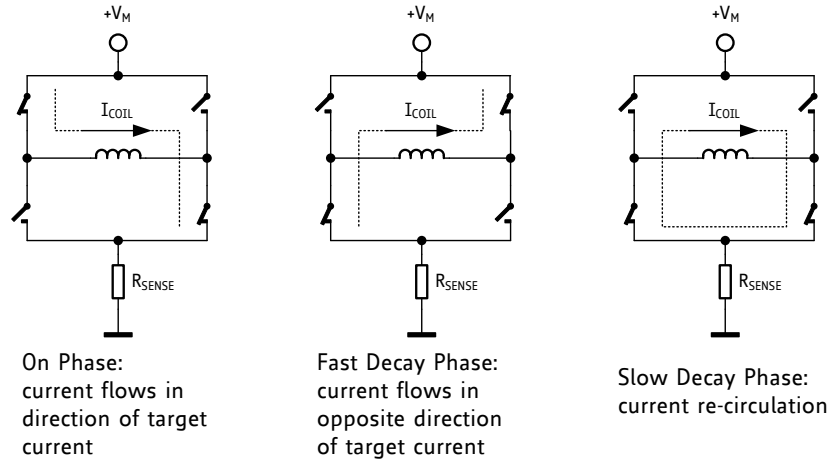 +VM
+VM
+VM
ICOIL
ICOIL
ICOIL
RSENSE
RSENSE
RSENSE
On Phase:
current flows in
direction of target
current
Fast Decay Phase:
current flows in
opposite direction
of target current
Slow Decay Phase:
current re-circulation